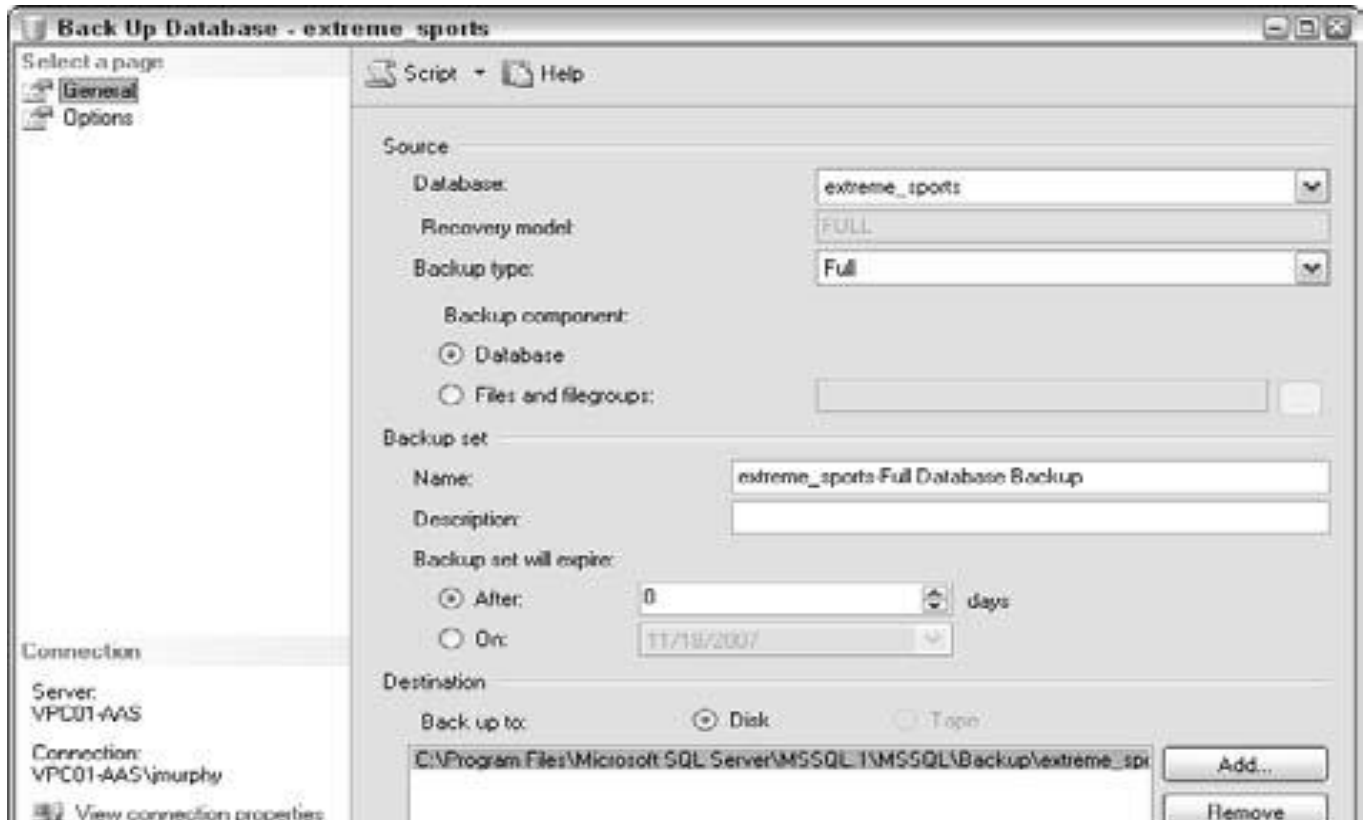 Back Up Database - extreme_sports
Select a page
General
Options
Script
Help
Source
Database:
extreme_sports
Recovery model:
FULL
Backup type:
Full
Backup component:
Database
Files and filegroups:
Backup set
Name:
extreme_sports-Full Database Backup
Description:
Backup set will expire:
After:
0
days
On:
11/18/2007
Destination
Back up to:
Disk
Tape
C:\Program Files\Microsoft SQL Server\MSSQL.1\MSSQL\Backup\extreme_spo
Add...
Remove
Connection
Server:
VPC01-AAS
Connection:
VPC01-AAS\jmurphy
View connection properties